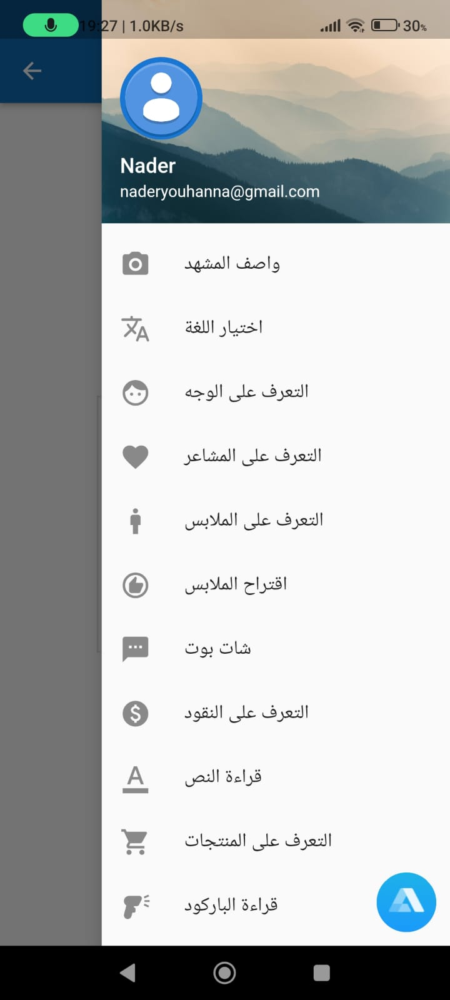 19:27 | 1.0KB/s
30%
Nader
naderyouhanna@gmail.com
واصف المشهد
اختيار اللغة
التعرف على الوجه
التعرف على المشاعر
التعرف على الملابس
اقتراح الملابس
شات بوت
التعرف على النقود
قراءة النص
التعرف على المنتجات
قراءة الباركود